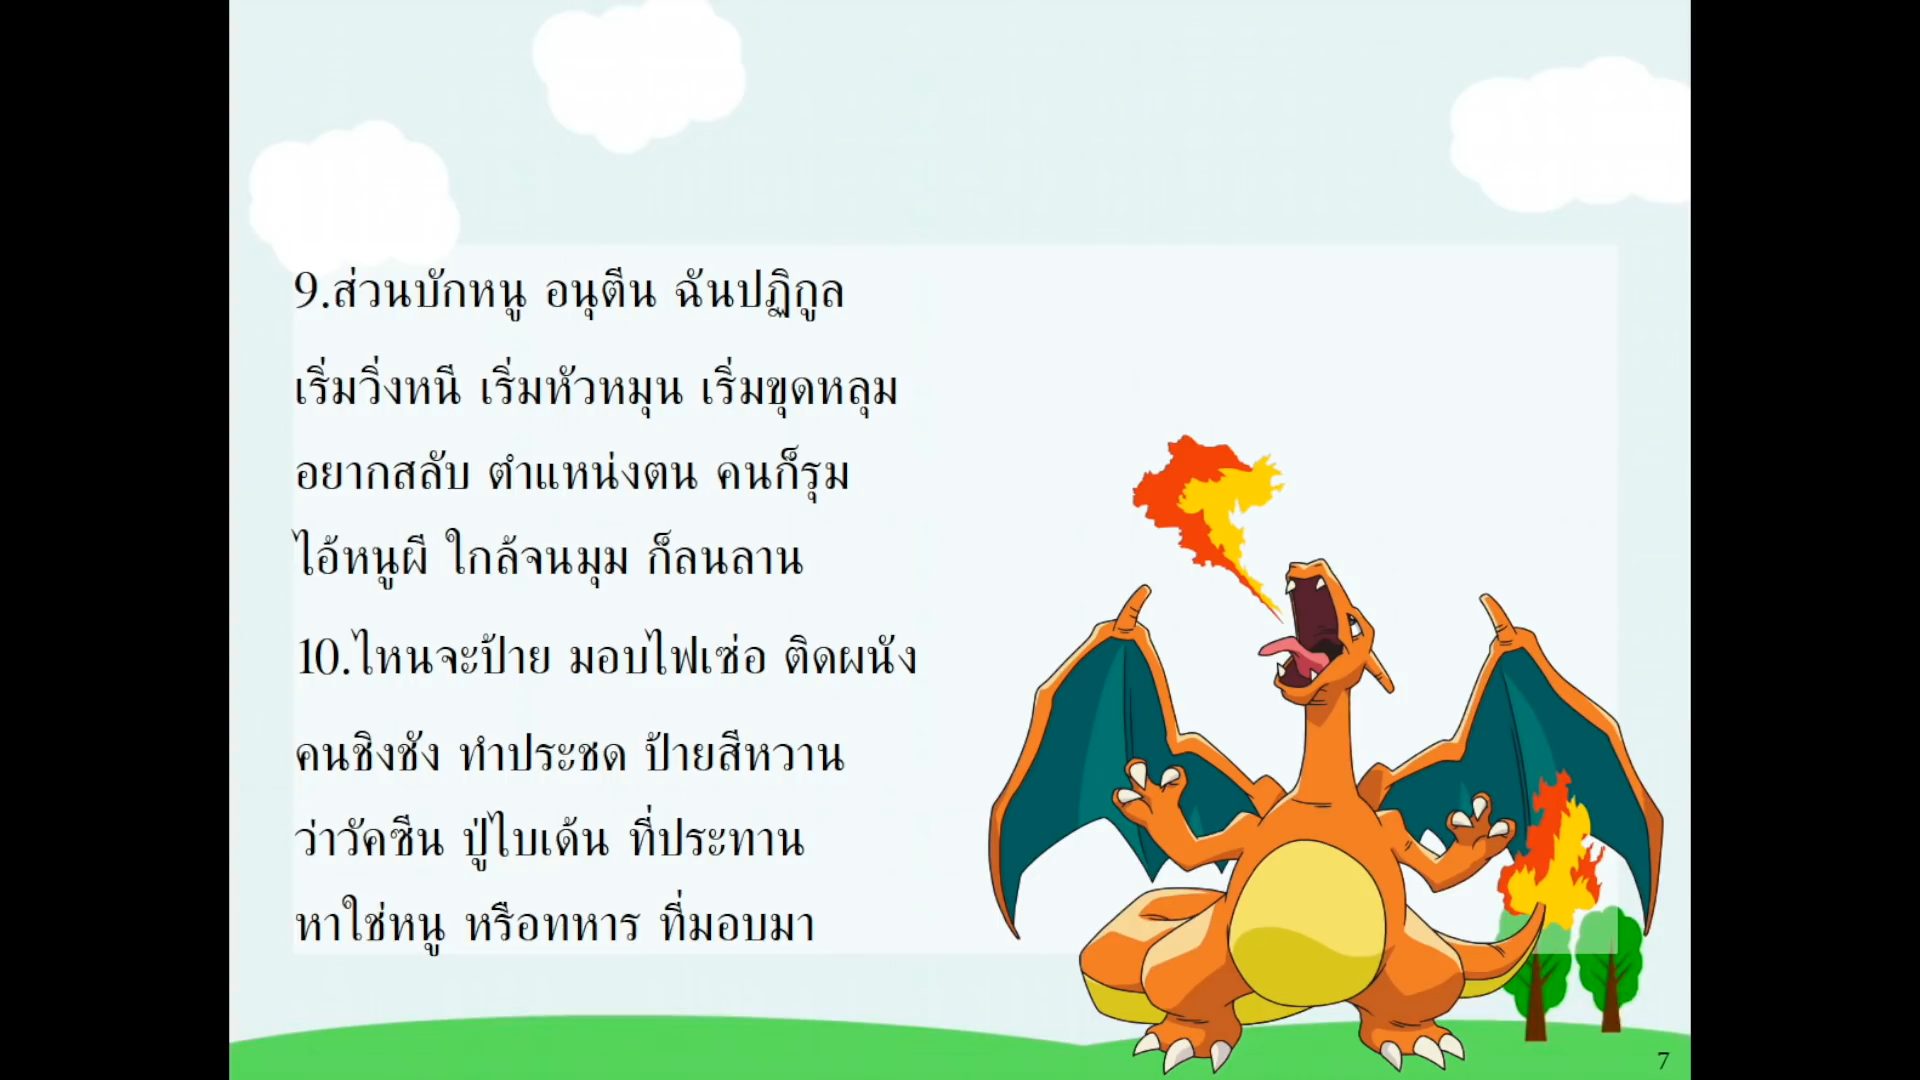 9.ส่วนบักหนู อนุตีน ฉันปฏิกูล
เริ่มวิ่งหนี เริ่มหัวหมุน เริ่มขุดหลุม
อยากสลับ ตำแหน่งตน คนก็รุม
ไอ้หนูผี ใกล้จนมุม ก็ลนลาน
10.ไหนจะป้าย มอบไฟเซ่อ ติดผนัง
คนชิงชัง ทำประชด ป้ายสีหวาน
ว่าวัคซีน ปู่ไบเด้น ที่ประทาน
หาใช่หนู หรือทหาร ที่มอบมา
7